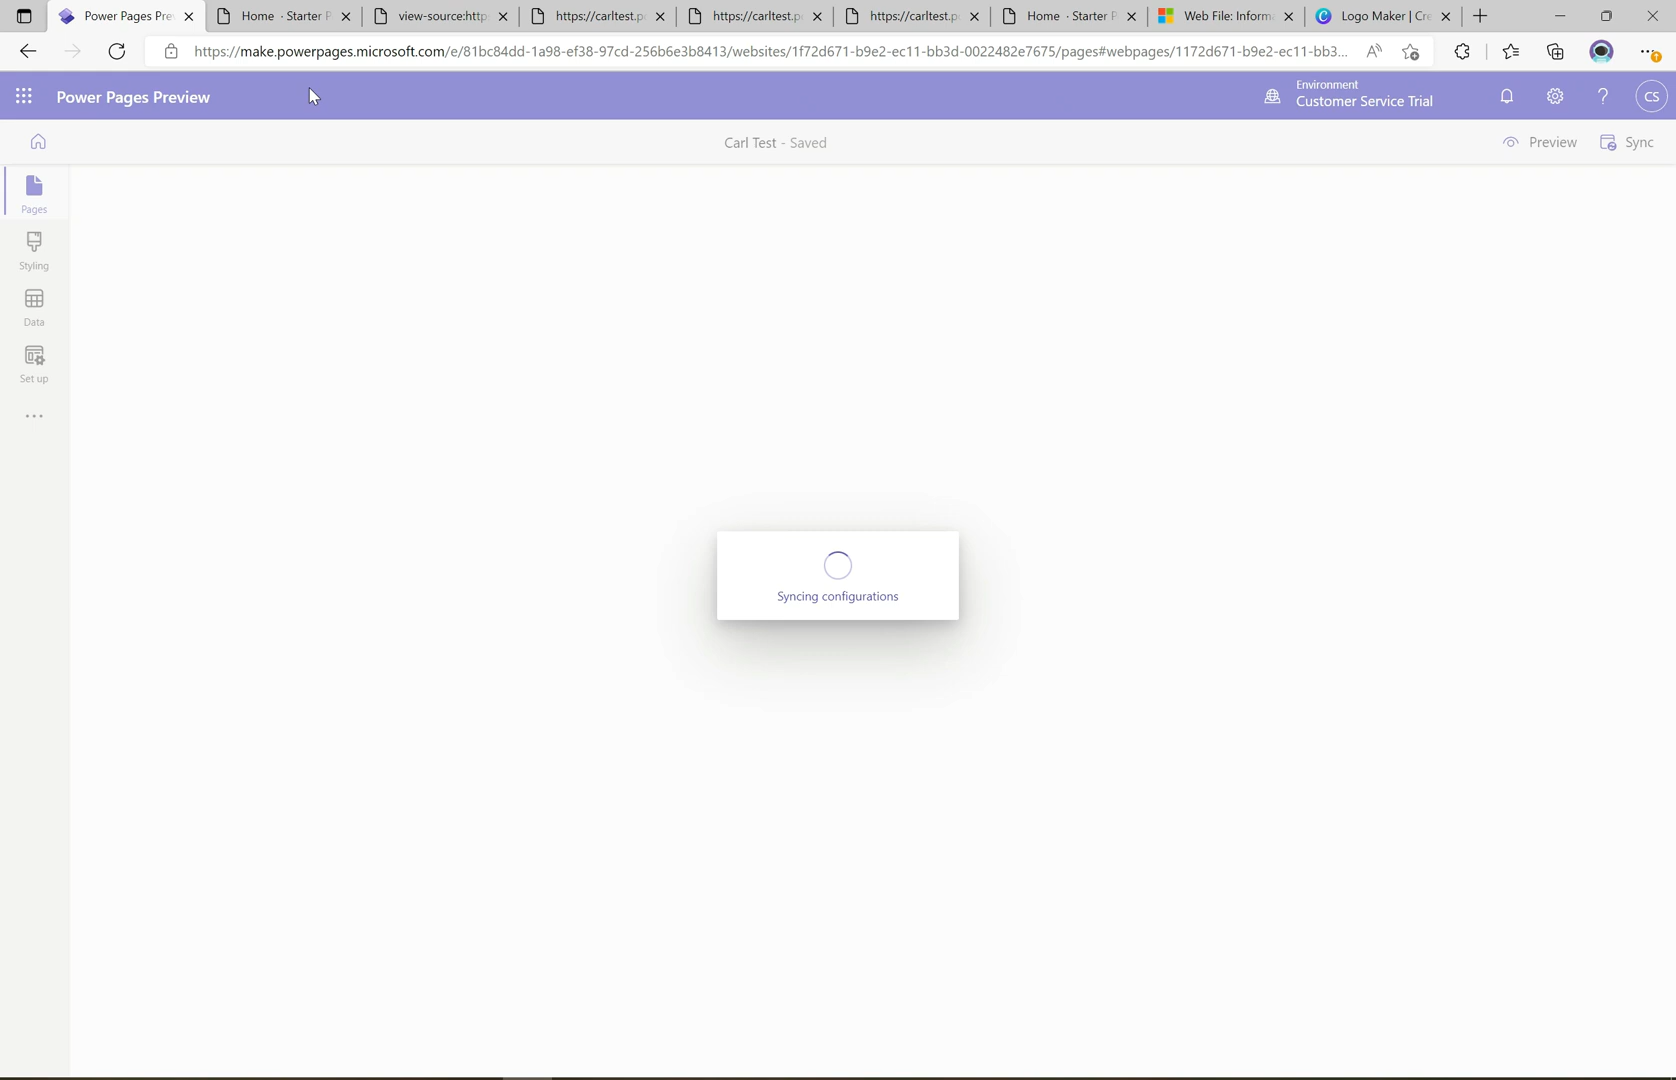 Power Pages Prev
Home · Starter P
view-source:http
https://carltest.p
https://carltest.p
https://carltest.p
Home · Starter P
Web File: Inform
Logo Maker | Cre
https://make.powerpages.microsoft.com/e/81bc84dd-1a98-ef38-97cd-256b6e3b8413/websites/1f72d671-b9e2-ec11-bb3d-0022482e7675/pages#webpages/1172d671-b9e2-ec11-bb3...
Power Pages Preview
Environment
Customer Service Trial
CS
Carl Test - Saved
Preview
Sync
Pages
Styling
Data
Set up
Syncing configurations